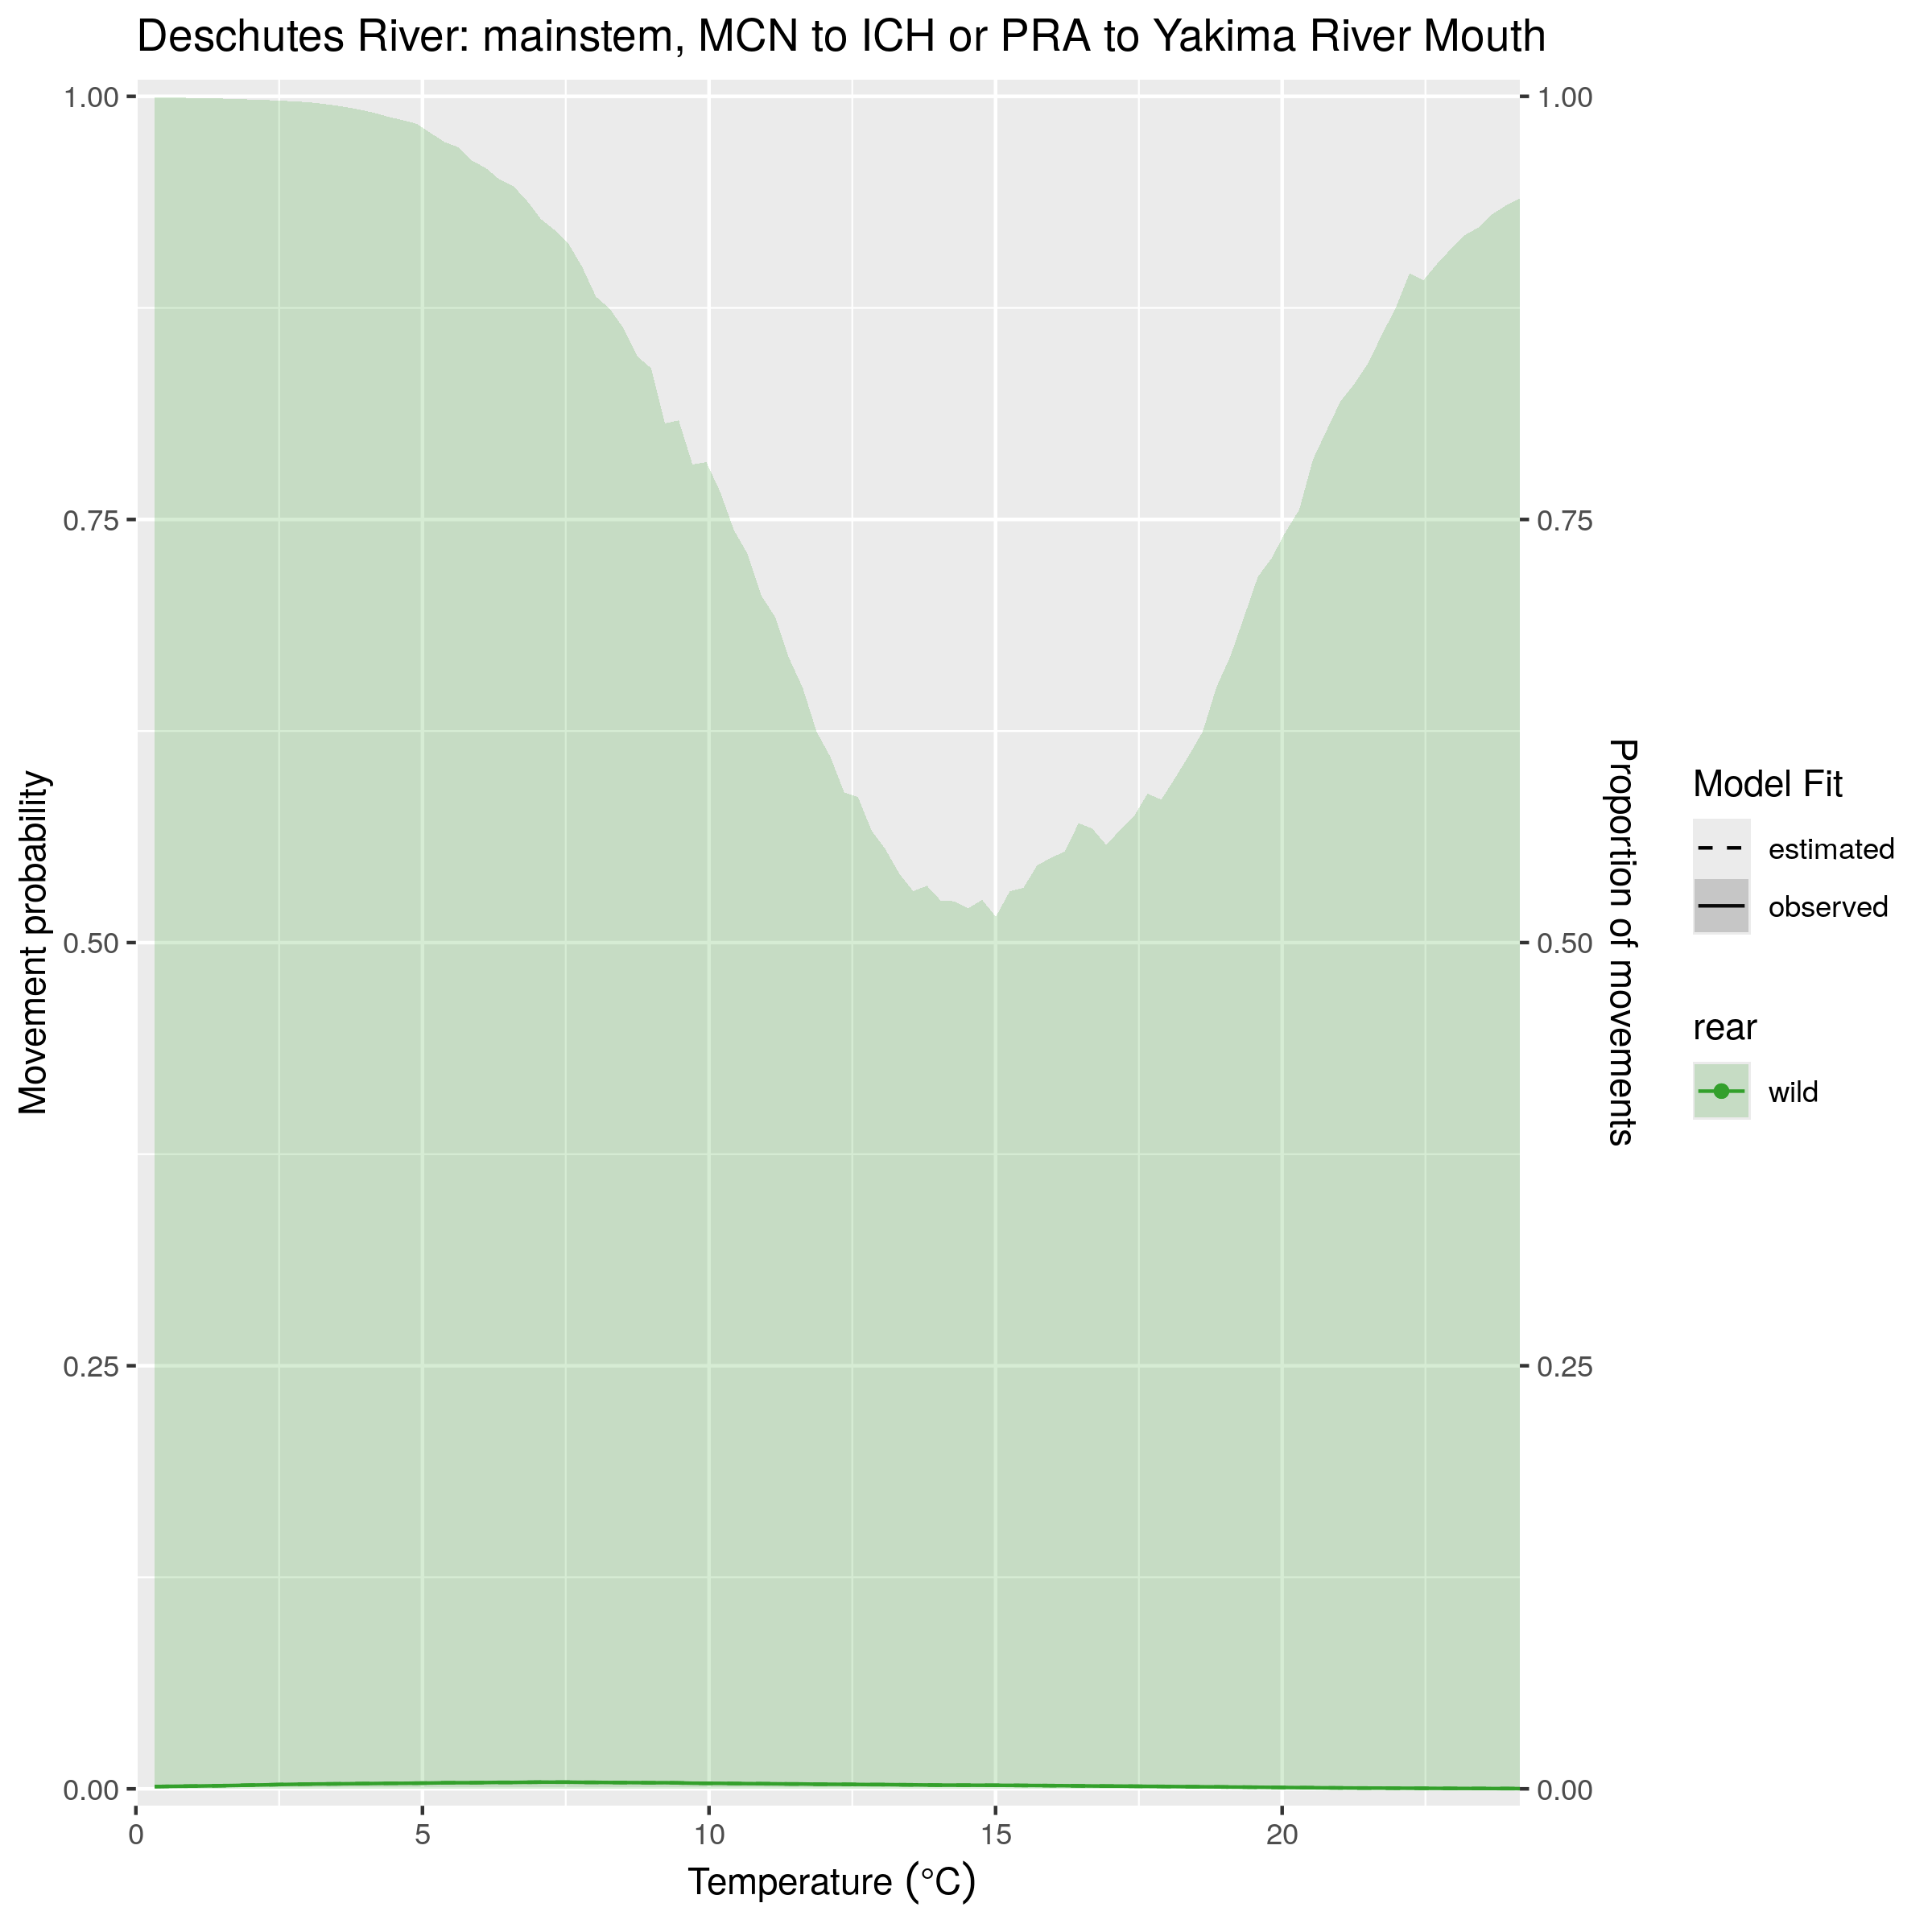 Deschutes River: mainstem, MCN to ICH or PRA to Yakima River Mouth
1.00
0.75
0.50
0.25
0.00
Movement probability
0
5
10
15
20
Temperature (°C)
1.00
0.75
0.50
0.25
0.00
Proportion of movements
Model Fit
estimated
observed
rear
wild